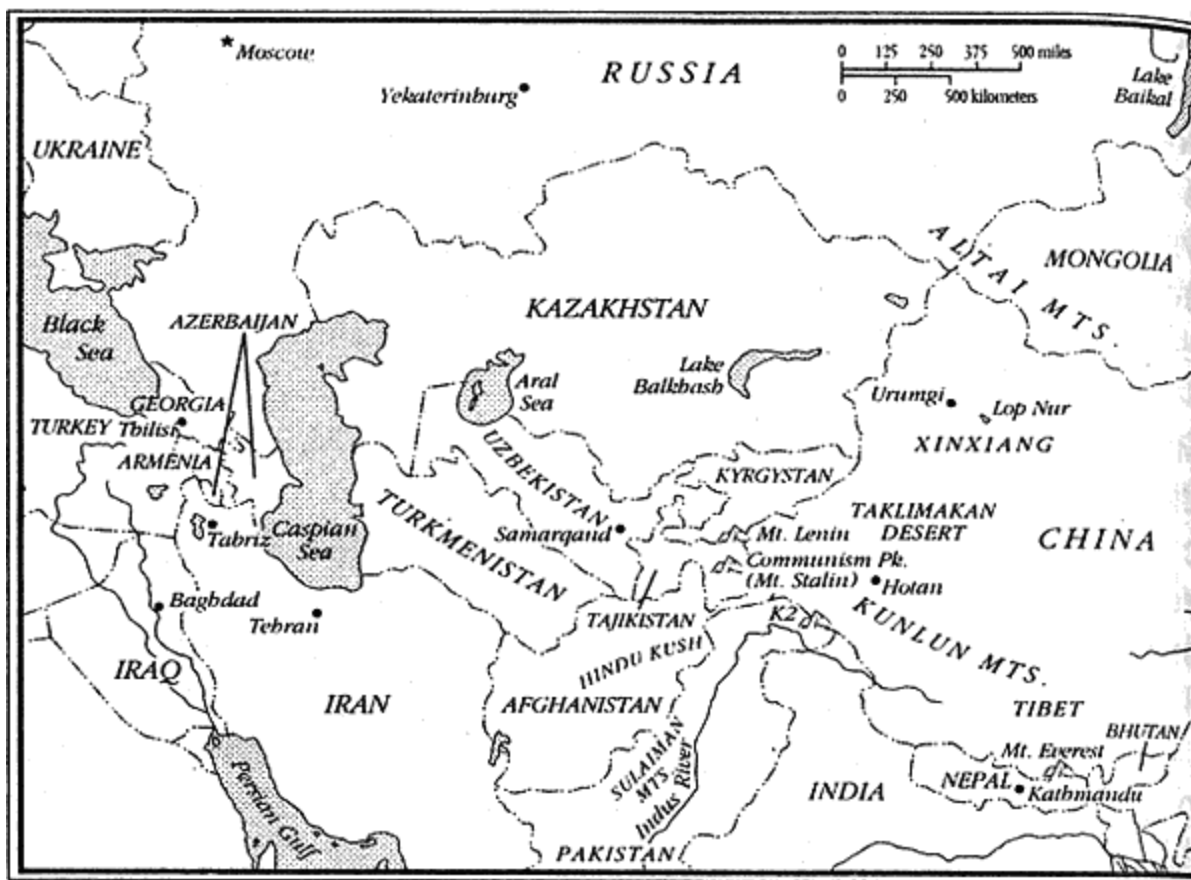 Moscow
0 125 250 375 500 miles
0 250 500 kilometers
RUSSIA
Yekaterinburg
Lake
Baikal
UKRAINE
ALTAI MTS.
MONGOLIA
KAZAKHSTAN
Black
Sea
AZERBAIJAN
Aral
Sea
Lake
Balkhash
Urumgi
Lop Nur
GEORGIA
TURKEY
Tbilisi
XINXIANG
ARMENIA
UZBEKISTAN
KYRGYSTAN
TURKMENISTAN
Samarqand
Mt. Lenin
TAKLIMAKAN
DESERT
CHINA
Tabriz
Caspian
Sea
Communism Pk.
(Mt. Stalin)
Hotan
Baghdad
Tehran
TAJIKISTAN
K2
KUNLUN MTS.
HINDU KUSH
IRAQ
IRAN
AFGHANISTAN
TIBET
BHUTAN
SULAIMAN
MTS
Indus River
Mt. Everest
NEPAL
Kathmandu
INDIA
Persian Gulf
PAKISTAN